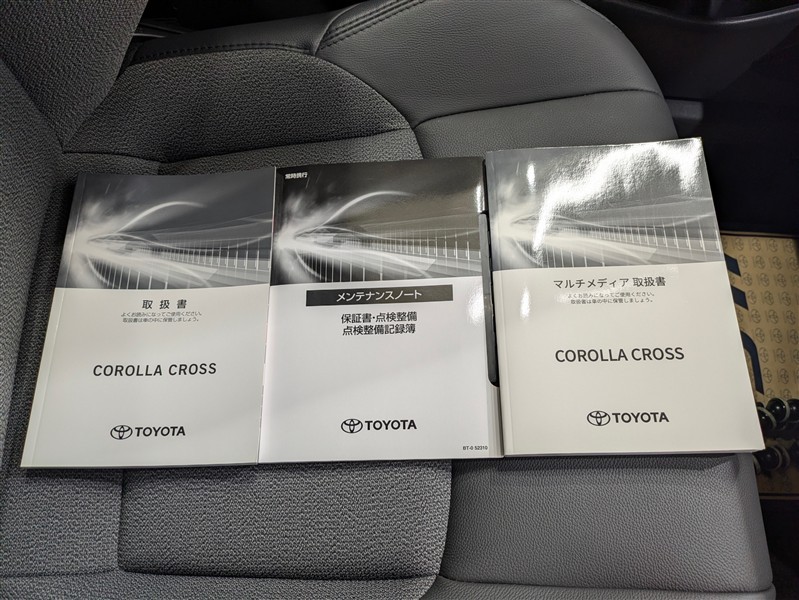 取扱書
よくお読みになってご使用ください。
取扱書は車の中に保管しましょう。
COROLLA CROSS
TOYOTA
常時携行
メンテナンスノート
保証書・点検整備
点検整備記録簿
TOYOTA
BT-Ⅱ 52310
マルチメディア 取扱書
よくお読みになってご使用ください。
取扱書は車の中に保管しましょう。
COROLLA CROSS
TOYOTA